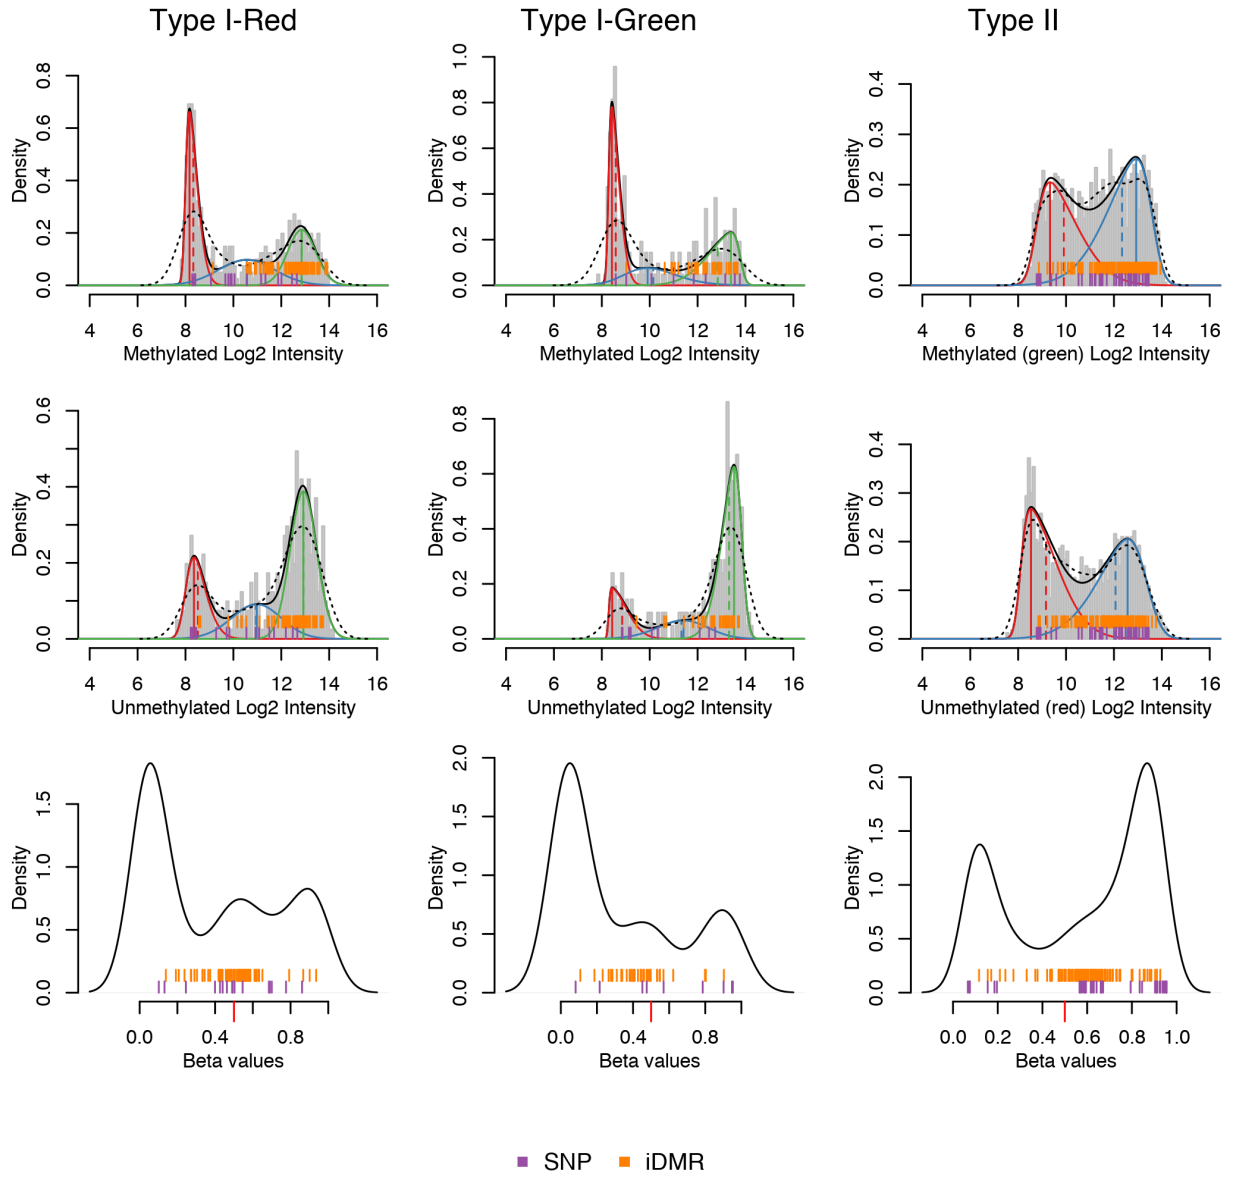 Type I-Red Type I-Green Type II
Density 0.0 0.2 0.4 0.6 0.8
4 6 8 10 12 14 16
Methylated Log2 Intensity
Density 0.0 0.2 0.4 0.6 0.8 1.0
4 6 8 10 12 14 16
Methylated Log2 Intensity
Density 0.0 0.1 0.2 0.3 0.4
4 6 8 10 12 14 16
Methylated (green) Log2 Intensity
Density 0.0 0.2 0.4 0.6
4 6 8 10 12 14 16
Unmethylated Log2 Intensity
Density 0.0 0.2 0.4 0.6 0.8
4 6 8 10 12 14 16
Unmethylated Log2 Intensity
Density 0.0 0.1 0.2 0.3 0.4
4 6 8 10 12 14 16
Unmethylated (red) Log2 Intensity
Density 0.0 0.5 1.0 1.5
0.0 0.4 0.8
Beta values
Density 0.0 0.5 1.0 1.5 2.0
0.0 0.4 0.8
Beta values
Density 0.0 0.5 1.0 1.5 2.0
0.0 0.2 0.4 0.6 0.8 1.0
Beta values
SNP iDMR